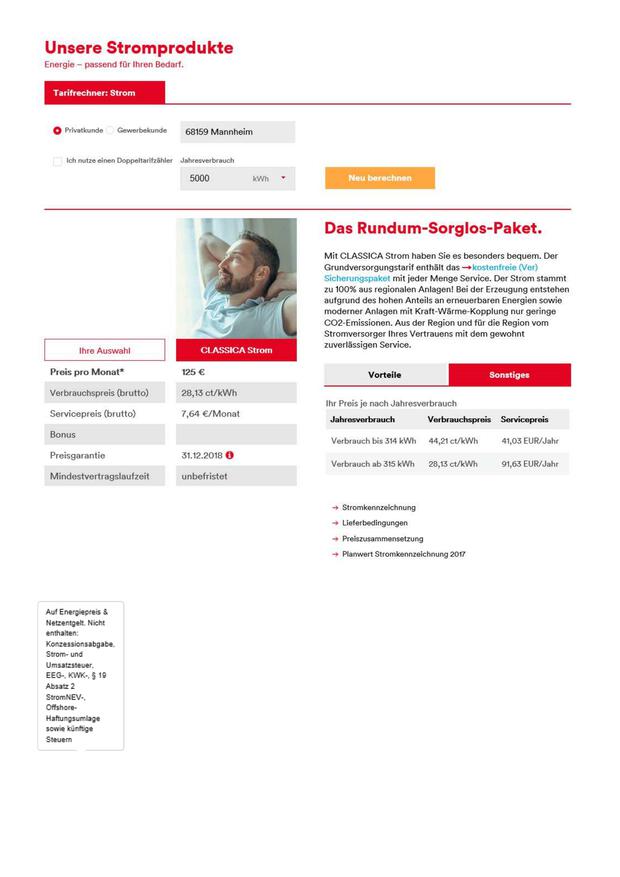 Unsere Stromprodukte
Energie – passend für Ihren Bedarf.
Tarifrechner: Strom
Privatkunde Gewerbekunde 68159 Mannheim
Ich nutze einen Doppeltarifzähler Jahresverbrauch
5000 kWh Neu berechnen
Ihre Auswahl CLASSICA Strom
Preis pro Monat* 125 €
Verbrauchspreis (brutto) 28,13 ct/kWh
Servicepreis (brutto) 7,64 €/Monat
Bonus
Preisgarantie 31.12.2018
Mindestvertragslaufzeit unbefristet
Das Rundum-Sorglos-Paket.
Mit CLASSICA Strom haben Sie es besonders bequem. Der
Grundversorgungstarif enthält das →kostenfreie (Ver)
Sicherungspaket mit jeder Menge Service. Der Strom stammt
zu 100% aus regionalen Anlagen! Bei der Erzeugung entstehen
aufgrund des hohen Anteils an erneuerbaren Energien sowie
moderner Anlagen mit Kraft-Wärme-Kopplung nur geringe
CO2-Emissionen. Aus der Region und für die Region vom
Stromversorger Ihres Vertrauens mit dem gewohnt
zuverlässigen Service.
Vorteile Sonstiges
Ihr Preis je nach Jahresverbrauch
Jahresverbrauch Verbrauchspreis Servicepreis
Verbrauch bis 314 kWh 44,21 ct/kWh 41,03 EUR/Jahr
Verbrauch ab 315 kWh 28,13 ct/kWh 91,63 EUR/Jahr
→ Stromkennzeichnung
→ Lieferbedingungen
→ Preiszusammensetzung
→ Planwert Stromkennzeichnung 2017
Auf Energiepreis &
Netzentgelt. Nicht
enthalten:
Konzessionsabgabe,
Strom- und
Umsatzsteuer,
EEG-, KWK-, § 19
Absatz 2
StromNEV-,
Offshore-
Haftungsumlage
sowie künftige
Steuern